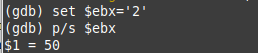 (gdb) set $ebx='2'
(gdb) p/s $ebx
$1 = 50